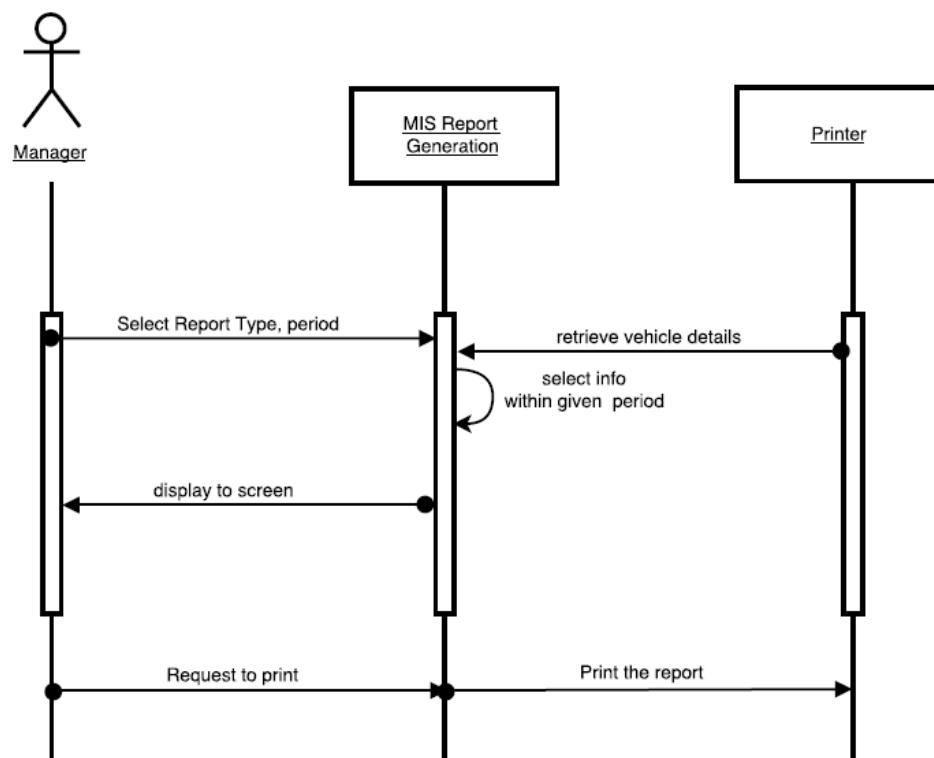 Manager
MIS Report
Generation
Printer
Select Report Type, period
retrieve vehicle details
select info
within given period
display to screen
Request to print
Print the report